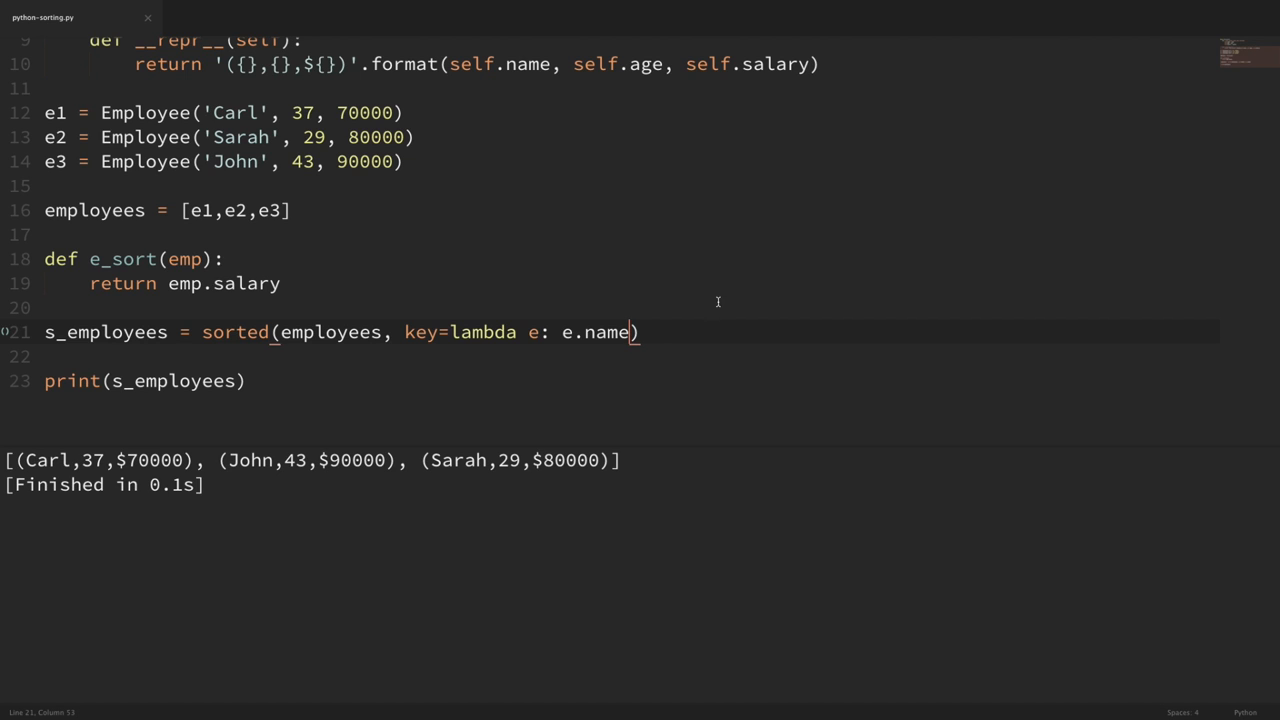 python-sorting.py ×
9 def __repr__(self):
10 return '({},{},${})'.format(self.name, self.age, self.salary)
11
12 e1 = Employee('Carl', 37, 70000)
13 e2 = Employee('Sarah', 29, 80000)
14 e3 = Employee('John', 43, 90000)
15
16 employees = [e1,e2,e3]
17
18 def e_sort(emp):
19 return emp.salary
20
()21 s_employees = sorted(employees, key=lambda e: e.name)
22
23 print(s_employees)
[(Carl,37,$70000), (John,43,$90000), (Sarah,29,$80000)]
[Finished in 0.1s]
Line 21, Column 53 Spaces: 4 Python